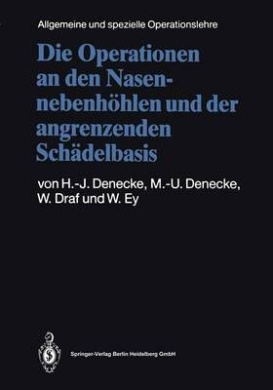 Allgemeine und spezielle Operationslehre
Die Operationen
an den Nasen-
nebenhöhlen und der
angrenzenden
Schädelbasis
von H.-J. Denecke, M.-U. Denecke,
W. Draf und W. Ey
Springer-Verlag Berlin Heidelberg GmbH